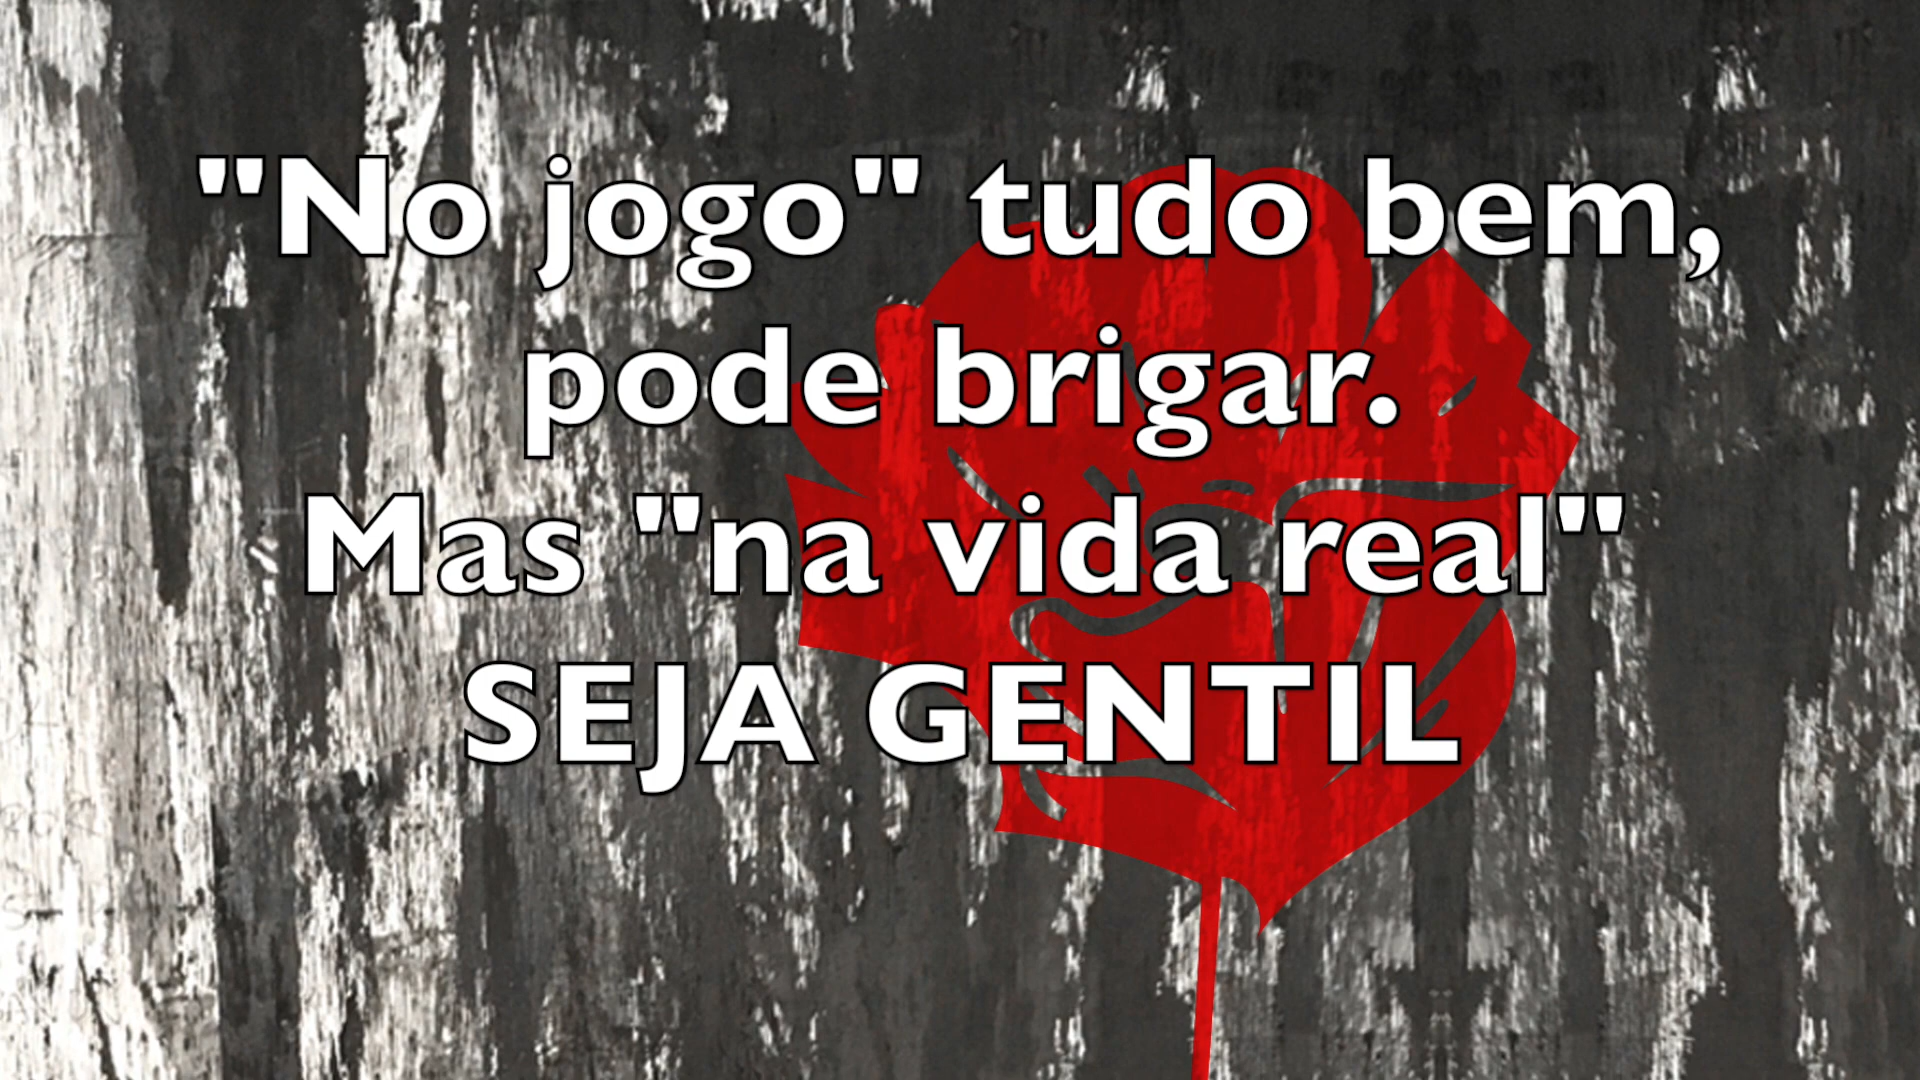 "No jogo" tudo bem,
pode brigar.
Mas "na vida real"
SEJA GENTIL